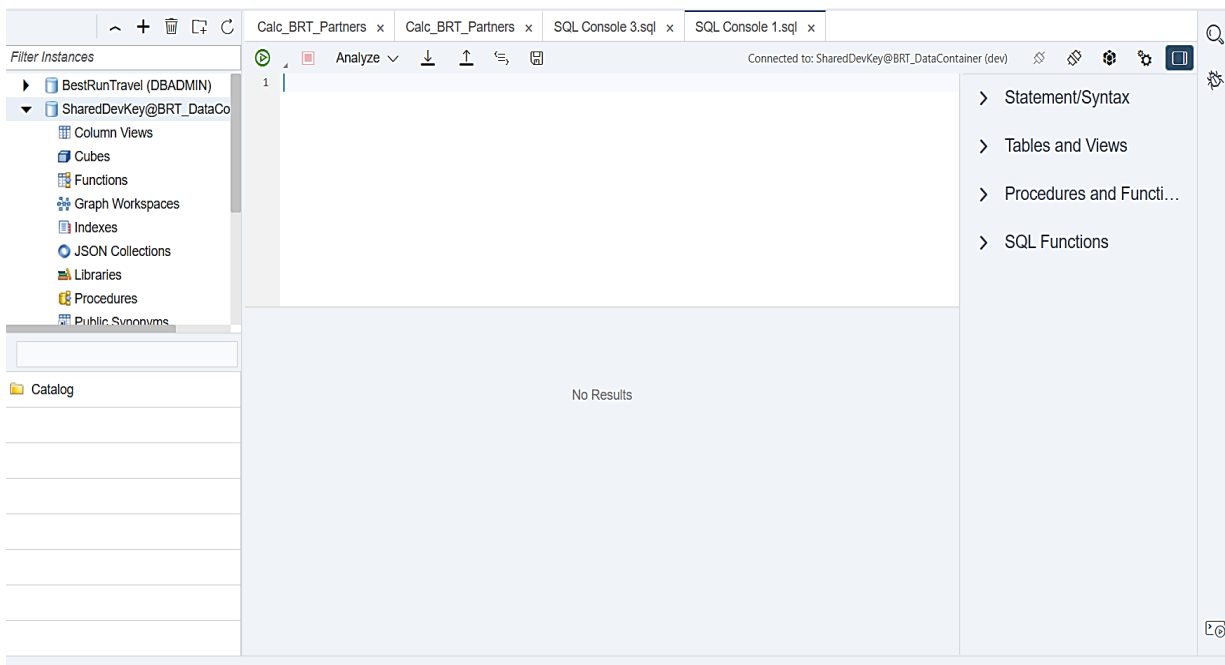 Calc_BRT_Partners x
Calc_BRT_Partners x
SQL Console 3.sql x
SQL Console 1.sql x
Filter Instances
BestRunTravel (DBADMIN)
SharedDevKey@BRT_DataCo
Column Views
Cubes
Functions
Graph Workspaces
Indexes
JSON Collections
Libraries
Procedures
Public Synonyms
Catalog
Analyze
Connected to: SharedDevKey@BRT_DataContainer (dev)
1
No Results
Statement/Syntax
Tables and Views
Procedures and Functi...
SQL Functions